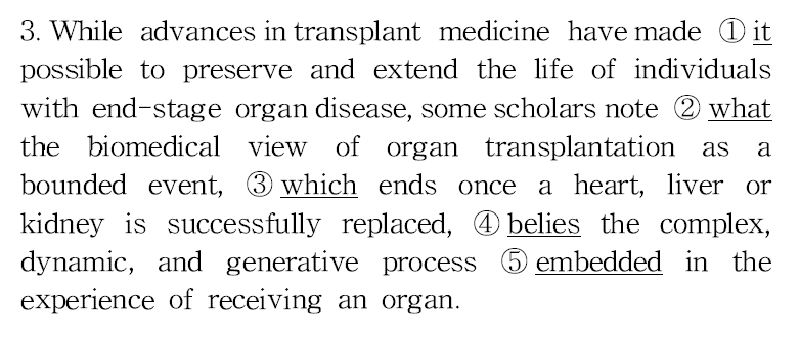 3. While advances in transplant medicine have made ① it
possible to preserve and extend the life of individuals
with end-stage organ disease, some scholars note ② what
the biomedical view of organ transplantation as a
bounded event, ③ which ends once a heart, liver or
kidney is successfully replaced, ④ belies the complex,
dynamic, and generative process ⑤ embedded in the
experience of receiving an organ.